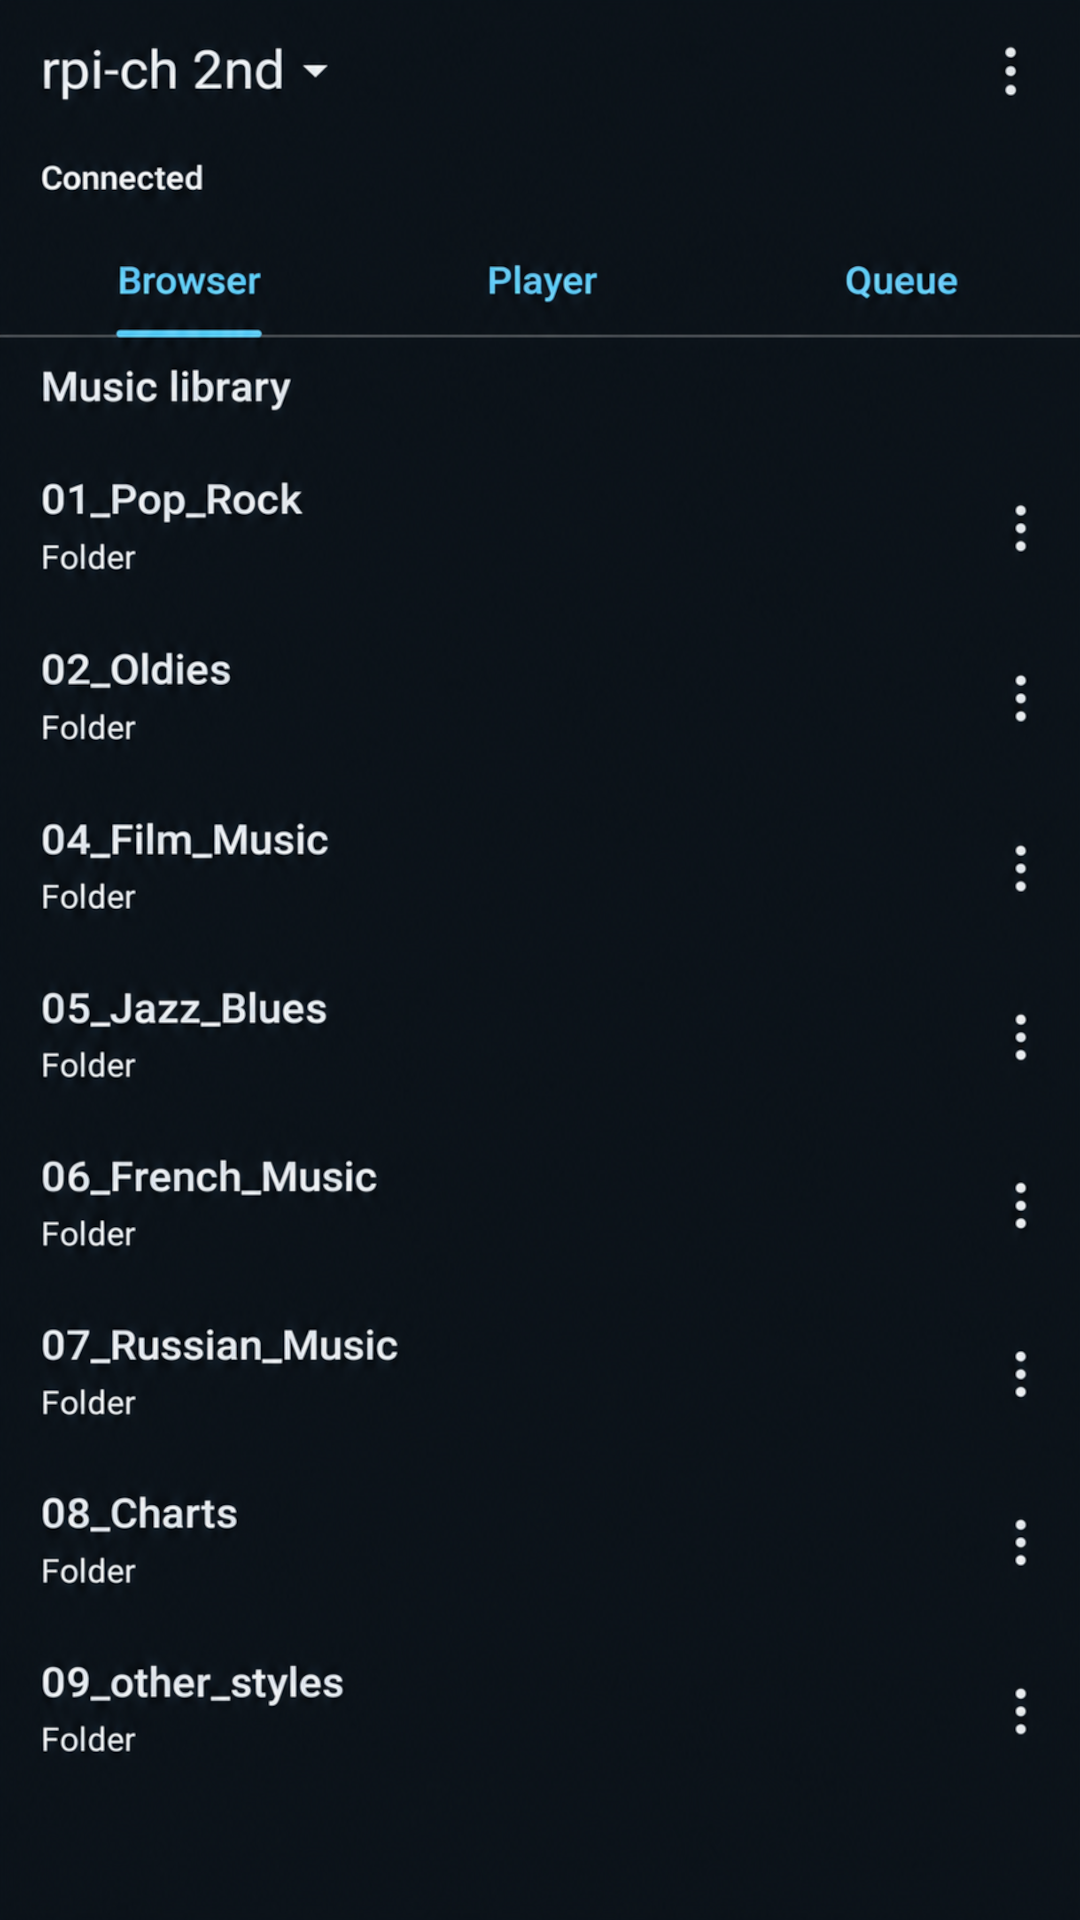 rpi-ch 2nd
Connected
Browser Player Queue
Music library
01_Pop_Rock
Folder
02_Oldies
Folder
04_Film_Music
Folder
05_Jazz_Blues
Folder
06_French_Music
Folder
07_Russian_Music
Folder
08_Charts
Folder
09_other_styles
Folder